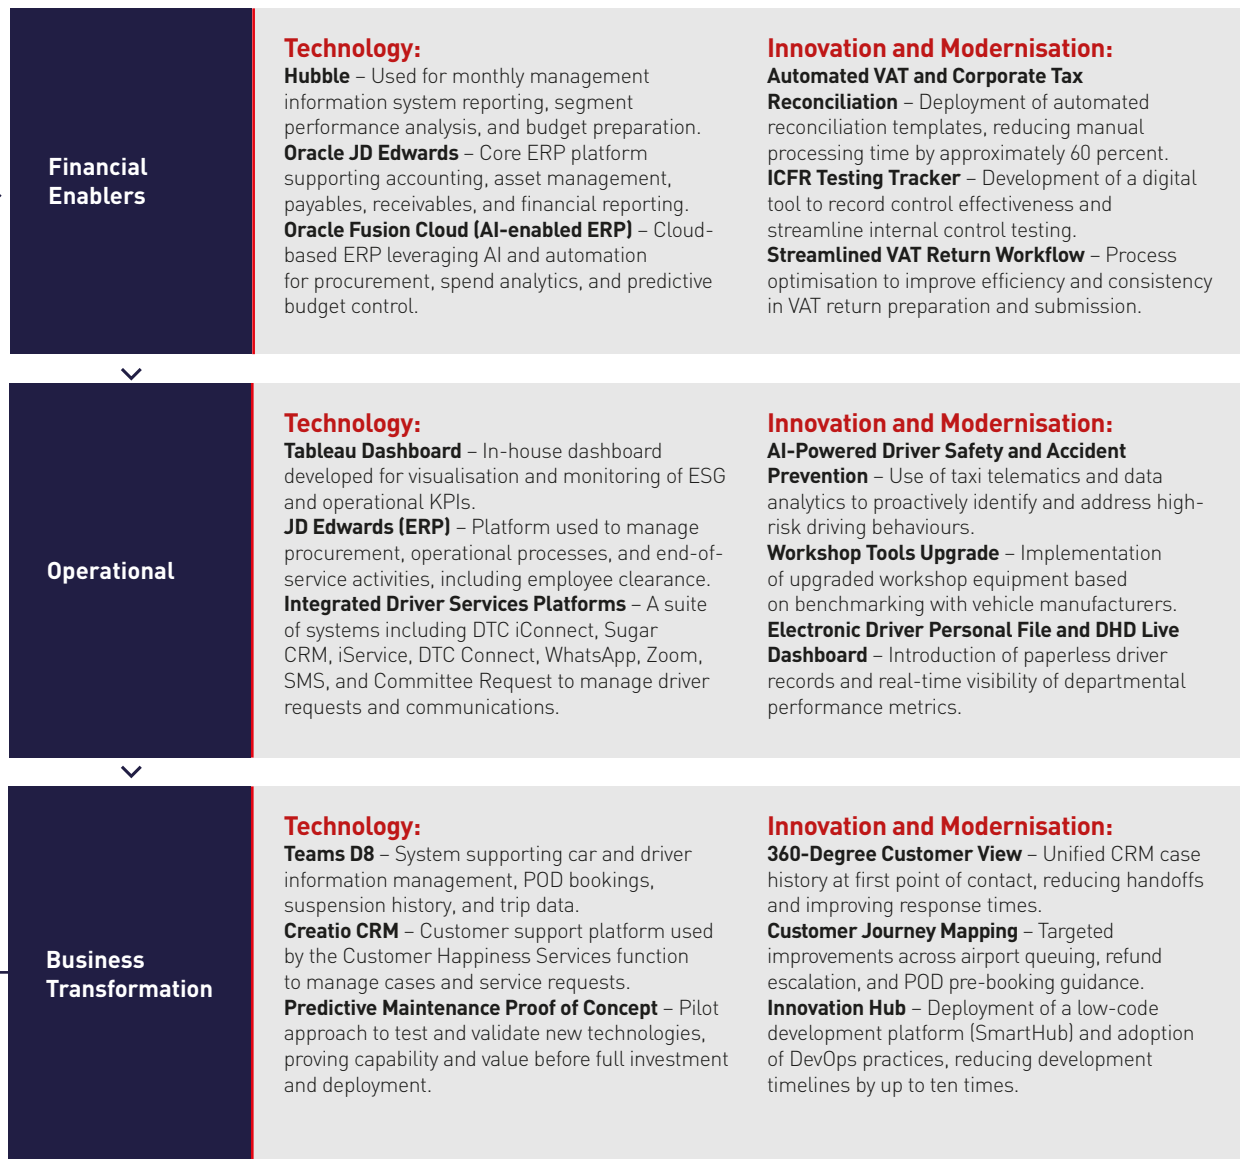 Financial
Enablers
Technology:
Hubble – Used for monthly management
information system reporting, segment
performance analysis, and budget preparation.
Oracle JD Edwards – Core ERP platform
supporting accounting, asset management,
payables, receivables, and financial reporting.
Oracle Fusion Cloud (AI-enabled ERP) – Cloud-
based ERP leveraging AI and automation
for procurement, spend analytics, and predictive
budget control.
Innovation and Modernisation:
Automated VAT and Corporate Tax
Reconciliation – Deployment of automated
reconciliation templates, reducing manual
processing time by approximately 60 percent.
ICFR Testing Tracker – Development of a digital
tool to record control effectiveness and
streamline internal control testing.
Streamlined VAT Return Workflow – Process
optimisation to improve efficiency and consistency
in VAT return preparation and submission.
Operational
Technology:
Tableau Dashboard – In-house dashboard
developed for visualisation and monitoring of ESG
and operational KPIs.
JD Edwards (ERP) – Platform used to manage
procurement, operational processes, and end-of-
service activities, including employee clearance.
Integrated Driver Services Platforms – A suite
of systems including DTC iConnect, Sugar
CRM, iService, DTC Connect, WhatsApp, Zoom,
SMS, and Committee Request to manage driver
requests and communications.
Innovation and Modernisation:
AI-Powered Driver Safety and Accident
Prevention – Use of taxi telematics and data
analytics to proactively identify and address high-
risk driving behaviours.
Workshop Tools Upgrade – Implementation
of upgraded workshop equipment based
on benchmarking with vehicle manufacturers.
Electronic Driver Personal File and DHD Live
Dashboard – Introduction of paperless driver
records and real-time visibility of departmental
performance metrics.
Business
Transformation
Technology:
Teams D8 – System supporting car and driver
information management, POD bookings,
suspension history, and trip data.
Creatio CRM – Customer support platform used
by the Customer Happiness Services function
to manage cases and service requests.
Predictive Maintenance Proof of Concept – Pilot
approach to test and validate new technologies,
proving capability and value before full investment
and deployment.
Innovation and Modernisation:
360-Degree Customer View – Unified CRM case
history at first point of contact, reducing handoffs
and improving response times.
Customer Journey Mapping – Targeted
improvements across airport queuing, refund
escalation, and POD pre-booking guidance.
Innovation Hub – Deployment of a low-code
development platform (SmartHub) and adoption
of DevOps practices, reducing development
timelines by up to ten times.